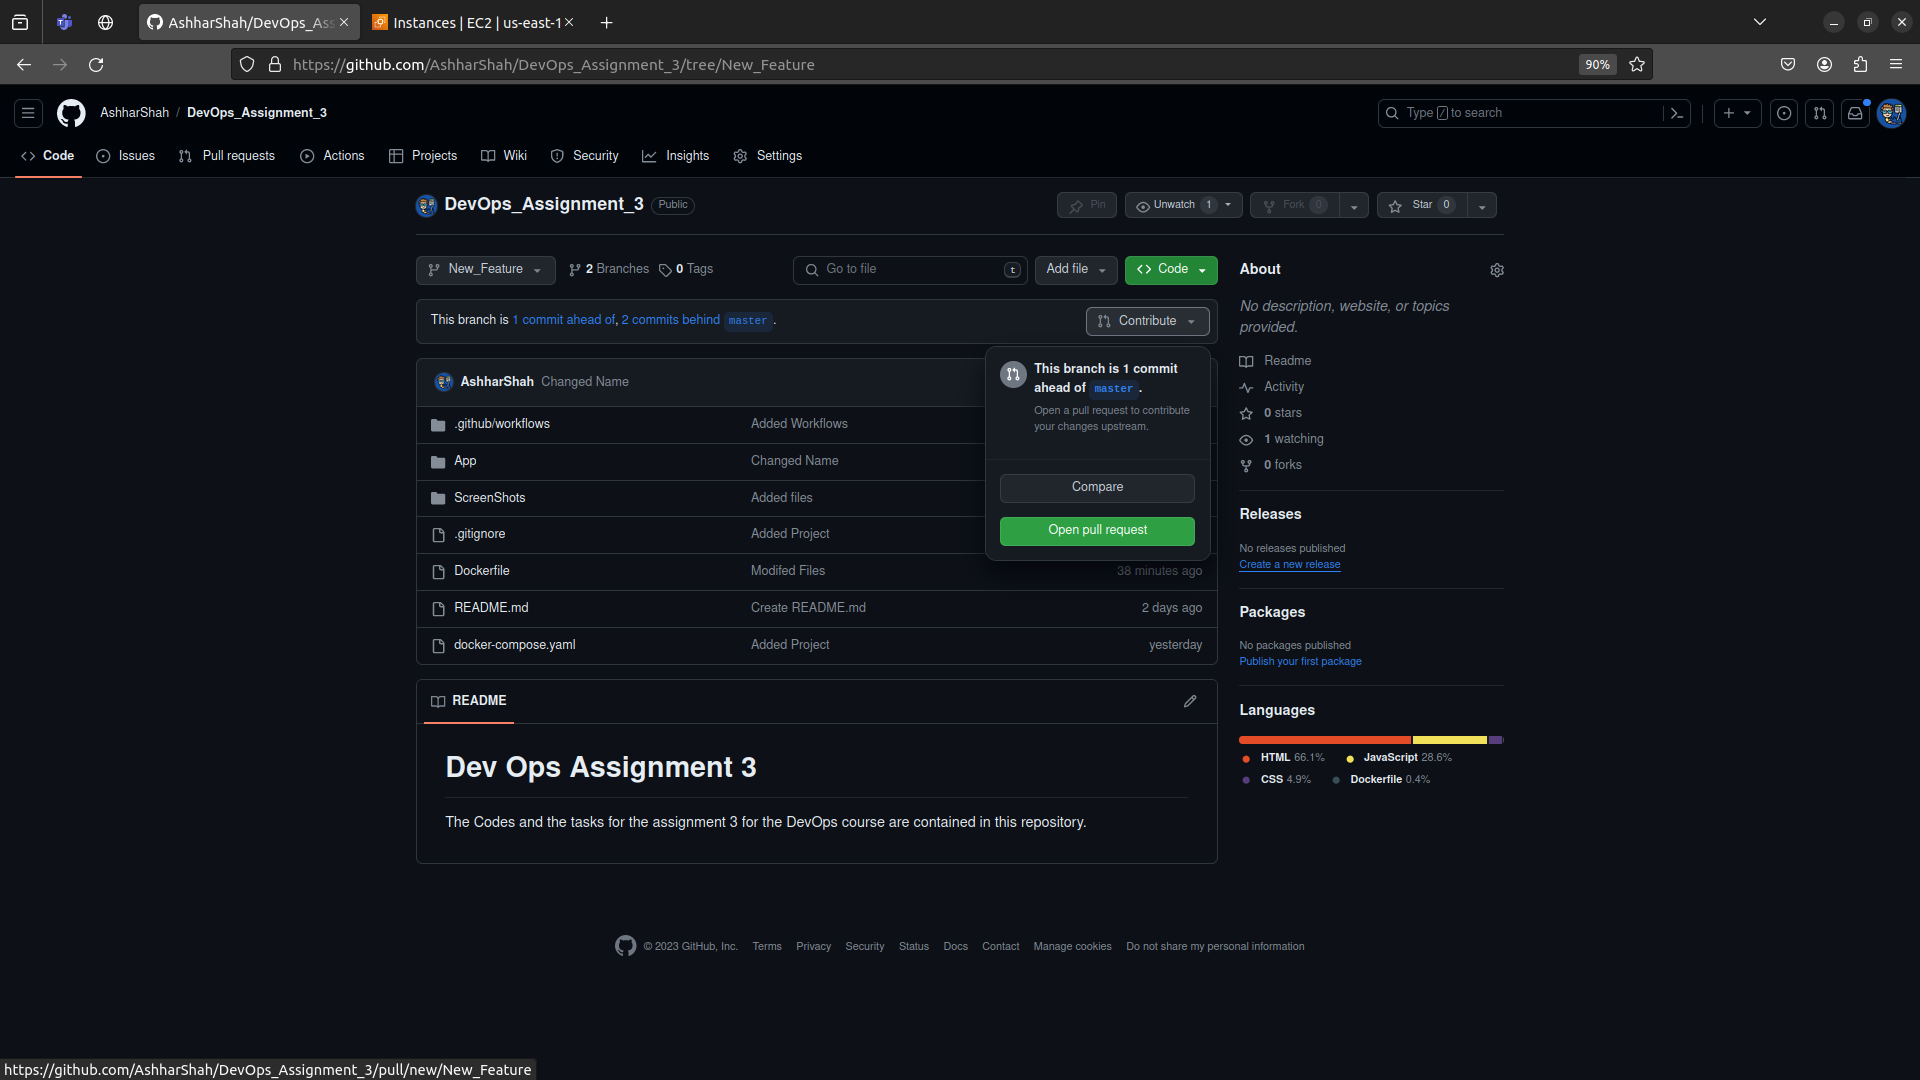 AshharShah/DevOps_Ass
Instances | EC2 | us-east-1
https://github.com/AshharShah/DevOps_Assignment_3/tree/New_Feature
90%
AshharShah / DevOps_Assignment_3
Type / to search
Code
Issues
Pull requests
Actions
Projects
Wiki
Security
Insights
Settings
DevOps_Assignment_3
Public
Pin
Unwatch 1
Fork 0
Star 0
New_Feature
2 Branches
0 Tags
Go to file
t
Add file
Code
This branch is 1 commit ahead of, 2 commits behind master .
Contribute
This branch is 1 commit
ahead of master .
Open a pull request to contribute
your changes upstream.
Compare
Open pull request
AshharShah Changed Name
.github/workflows Added Workflows
App Changed Name
ScreenShots Added files
.gitignore Added Project
Dockerfile Modifed Files 38 minutes ago
README.md Create README.md 2 days ago
docker-compose.yaml Added Project yesterday
README
Dev Ops Assignment 3
The Codes and the tasks for the assignment 3 for the DevOps course are contained in this repository.
About
No description, website, or topics
provided.
Readme
Activity
0 stars
1 watching
0 forks
Releases
No releases published
Create a new release
Packages
No packages published
Publish your first package
Languages
HTML 66.1% JavaScript 28.6%
CSS 4.9% Dockerfile 0.4%
© 2023 GitHub, Inc. Terms Privacy Security Status Docs Contact Manage cookies Do not share my personal information
https://github.com/AshharShah/DevOps_Assignment_3/pull/new/New_Feature